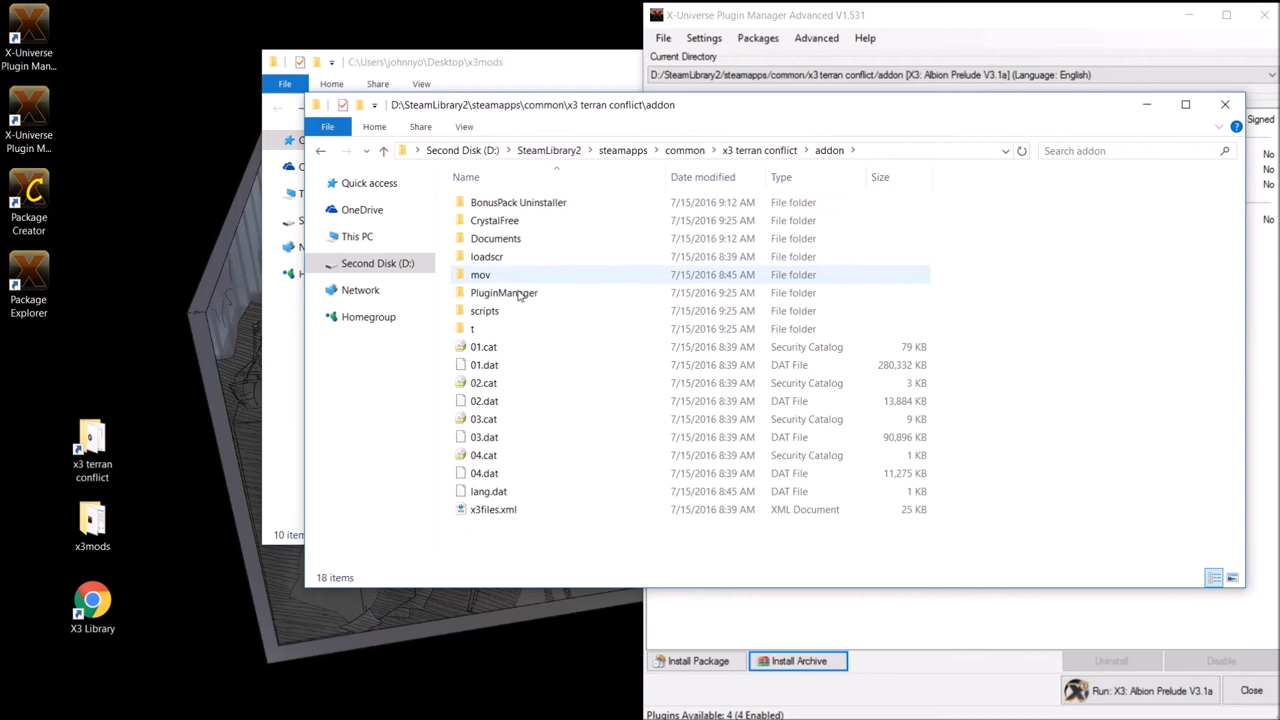 X-Universe
Plugin Man...
X-Universe
Plugin M...
Package
Creator
Package
Explorer
x3 terran
conflict
x3mods
X3 Library
C:\Users\johnnyo\Desktop\x3mods
File
Home
Share
View
10 item
X-Universe Plugin Manager Advanced V1.531
File Settings Packages Advanced Help
Current Directory
D:/SteamLibrary2/steamapps/common/x3 terran conflict/addon [X3: Albion Prelude V3.1a] (Language: English)
Signed
No
No
No
No
D:\SteamLibrary2\steamapps\common\x3 terran conflict\addon
File Home Share View
Second Disk (D:) SteamLibrary2 steamapps common x3 terran conflict addon
Search addon
Quick access
OneDrive
This PC
Second Disk (D:)
Network
Homegroup
Name Date modified Type Size
BonusPack Uninstaller 7/15/2016 9:12 AM File folder
CrystalFree 7/15/2016 9:25 AM File folder
Documents 7/15/2016 9:12 AM File folder
loadscr 7/15/2016 8:39 AM File folder
mov 7/15/2016 8:45 AM File folder
PluginManager 7/15/2016 9:25 AM File folder
scripts 7/15/2016 9:25 AM File folder
t 7/15/2016 9:25 AM File folder
01.cat 7/15/2016 8:39 AM Security Catalog 79 KB
01.dat 7/15/2016 8:39 AM DAT File 280,332 KB
02.cat 7/15/2016 8:39 AM Security Catalog 3 KB
02.dat 7/15/2016 8:39 AM DAT File 13,884 KB
03.cat 7/15/2016 8:39 AM Security Catalog 9 KB
03.dat 7/15/2016 8:39 AM DAT File 90,896 KB
04.cat 7/15/2016 8:39 AM Security Catalog 1 KB
04.dat 7/15/2016 8:39 AM DAT File 11,275 KB
lang.dat 7/15/2016 8:45 AM DAT File 1 KB
x3files.xml 7/15/2016 8:39 AM XML Document 25 KB
18 items
Install Package
Install Archive
Uninstall
Disable
Run: X3: Albion Prelude V3.1a
Close
Plugins Available: 4 (4 Enabled)